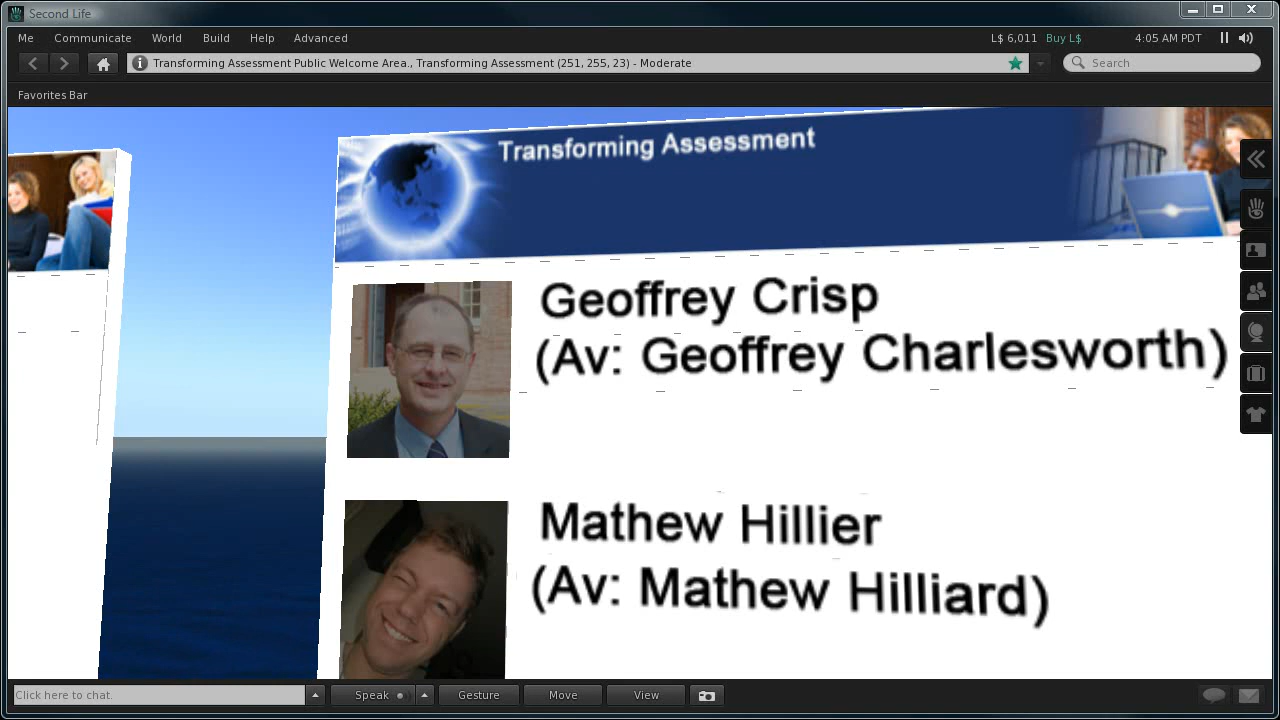 Second Life
Me Communicate World Build Help Advanced L$ 6,011 Buy L$ 4:05 AM PDT
Transforming Assessment Public Welcome Area., Transforming Assessment (251, 255, 23) - Moderate Search
Favorites Bar
Transforming Assessment
Geoffrey Crisp
(Av: Geoffrey Charlesworth)
Mathew Hillier
(Av: Mathew Hilliard)
Click here to chat. Speak Gesture Move View